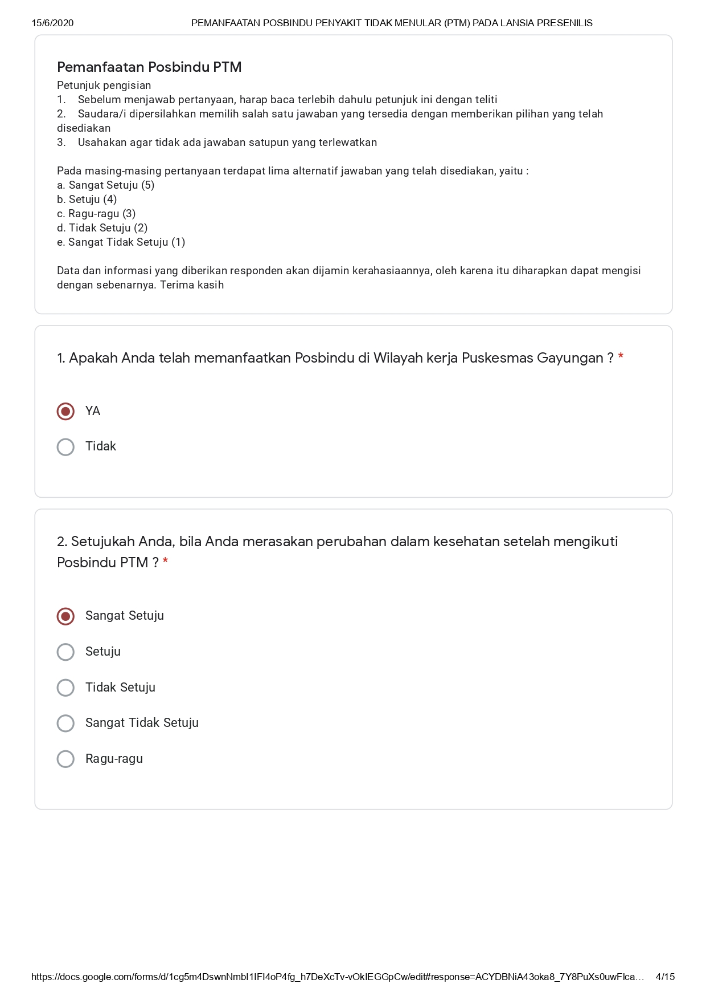 15/6/2020 PEMANFAATAN POSBINDU PENYAKIT TIDAK MENULAR (PTM) PADA LANSIA PRESENILIS
Pemanfaatan Posbindu PTM
Petunjuk pengisian
1. Sebelum menjawab pertanyaan, harap baca terlebih dahulu petunjuk ini dengan teliti
2. Saudara/i dipersilahkan memilih salah satu jawaban yang tersedia dengan memberikan pilihan yang telah
disediakan
3. Usahakan agar tidak ada jawaban satupun yang terlewatkan
Pada masing-masing pertanyaan terdapat lima alternatif jawaban yang telah disediakan, yaitu :
a. Sangat Setuju (5)
b. Setuju (4)
c. Ragu-ragu (3)
d. Tidak Setuju (2)
e. Sangat Tidak Setuju (1)
Data dan informasi yang diberikan responden akan dijamin kerahasiaannya, oleh karena itu diharapkan dapat mengisi
dengan sebenarnya. Terima kasih
1. Apakah Anda telah memanfaatkan Posbindu di Wilayah kerja Puskesmas Gayungan ? *
YA
Tidak
2. Setujukah Anda, bila Anda merasakan perubahan dalam kesehatan setelah mengikuti
Posbindu PTM ? *
Sangat Setuju
Setuju
Tidak Setuju
Sangat Tidak Setuju
Ragu-ragu
https://docs.google.com/forms/d/1cg5m4DswnNmbI1IFI4oP4fg_h7DeXcTv-vOkIEGGpCw/edit#response=ACYDBNiA43oka8_7Y8PuXs0uwFIca… 4/15